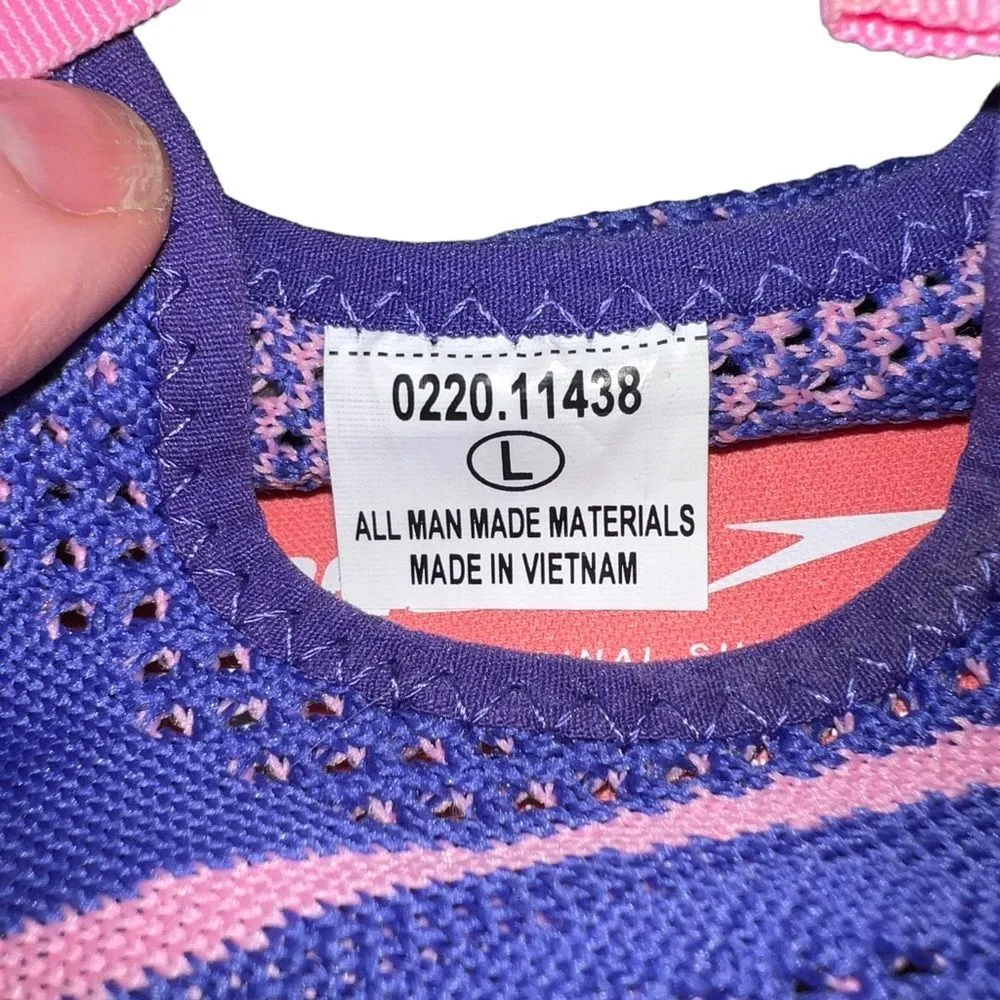 0220.11438
L
ALL MAN MADE MATERIALS
MADE IN VIETNAM